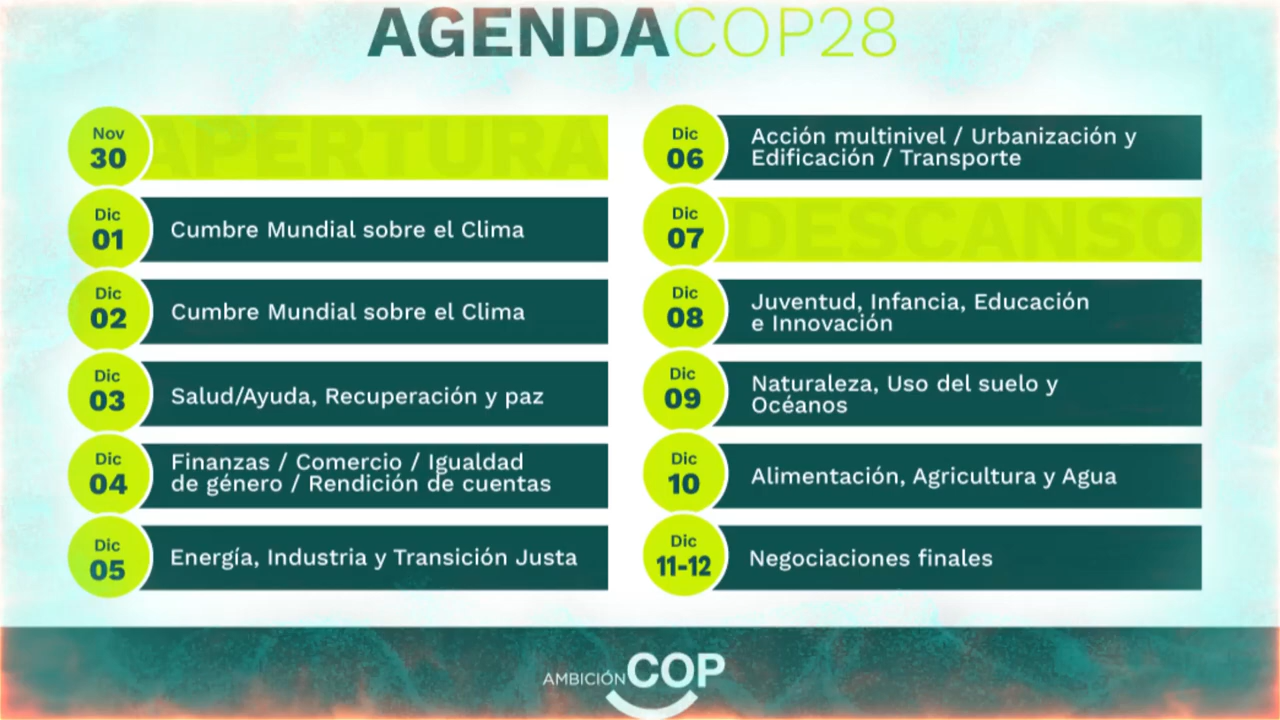 AGENDACOP28
Nov
30
APERTURA
Dic
01
Cumbre Mundial sobre el Clima
Dic
02
Cumbre Mundial sobre el Clima
Dic
03
Salud/Ayuda, Recuperación y paz
Dic
04
Finanzas / Comercio / Igualdad
de género / Rendición de cuentas
Dic
05
Energía, Industria y Transición Justa
Dic
06
Acción multinivel / Urbanización y
Edificación / Transporte
Dic
07
DESCANSO
Dic
08
Juventud, Infancia, Educación
e Innovación
Dic
09
Naturaleza, Uso del suelo y
Océanos
Dic
10
Alimentación, Agricultura y Agua
Dic
11-12
Negociaciones finales
AMBICIÓN COP